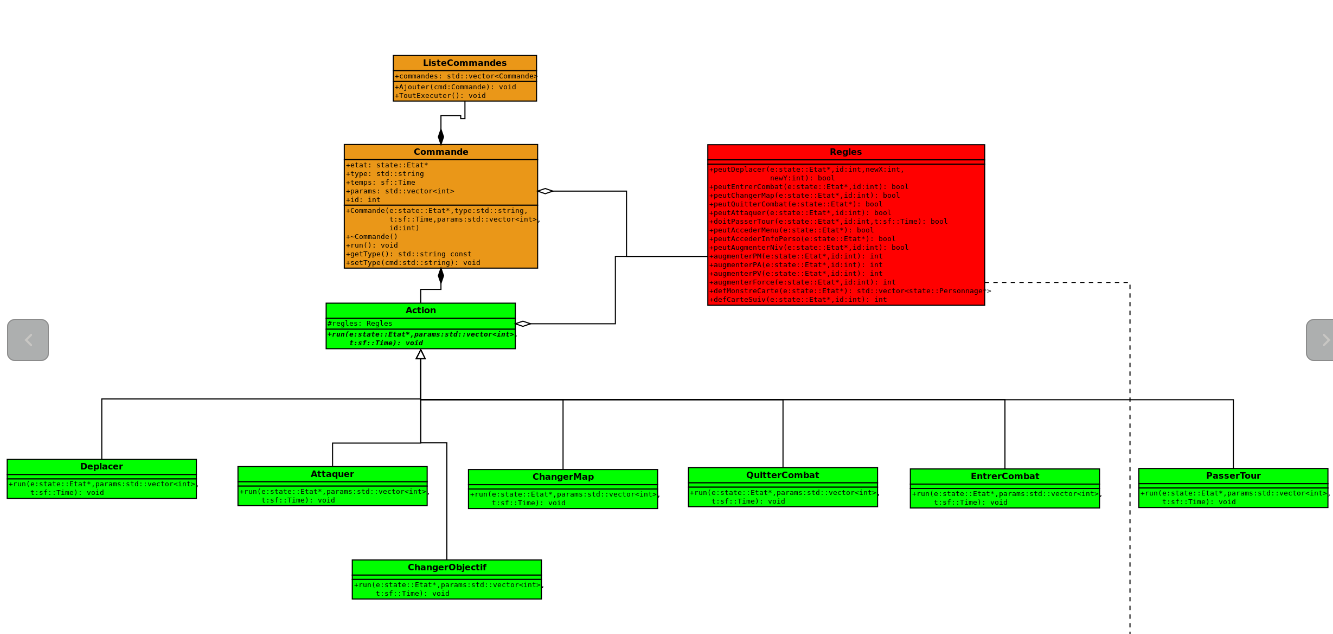 ListeCommandes
+commandes: std::vector<Commande>
+Ajouter(cmd:Commande): void
+ToutExecuter(): void
Commande
+etat: state::Etat*
+type: std::string
+temps: sf::Time
+params: std::vector<int>
+id: int
+Commande(e:state::Etat*,type:std::string,
t:sf::Time,params:std::vector<int>,
id:int)
+~Commande()
+run(): void
+getType(): std::string const
+setType(cmd:std::string): void
Regles
+peutDeplacer(e:state::Etat*,id:int,newX:int,
newY:int): bool
+peutEntrerCombat(e:state::Etat*,id:int): bool
+peutChangerMap(e:state::Etat*,id:int): bool
+peutQuitterCombat(e:state::Etat*): bool
+peutAttaquer(e:state::Etat*,id:int): bool
+doitPasserTour(e:state::Etat*,id:int,t:sf::Time): bool
+peutAccederMenu(e:state::Etat*): bool
+peutAccederInfoPerso(e:state::Etat*): bool
+peutAugmenterNiv(e:state::Etat*,id:int): bool
+augmenterPM(e:state::Etat*,id:int): int
+augmenterPA(e:state::Etat*,id:int): int
+augmenterPV(e:state::Etat*,id:int): int
+augmenterForce(e:state::Etat*,id:int): int
+defMonstreCarte(e:state::Etat*): std::vector<state::Personnage*>
+defCarteSuiv(e:state::Etat*,id:int): int
Action
#regles: Regles
+run(e:state::Etat*,params:std::vector<int>,
t:sf::Time): void
Deplacer
+run(e:state::Etat*,params:std::vector<int>,
t:sf::Time): void
Attaquer
+run(e:state::Etat*,params:std::vector<int>,
t:sf::Time): void
ChangerMap
+run(e:state::Etat*,params:std::vector<int>,
t:sf::Time): void
QuitterCombat
+run(e:state::Etat*,params:std::vector<int>,
t:sf::Time): void
EntrerCombat
+run(e:state::Etat*,params:std::vector<int>,
t:sf::Time): void
PasserTour
+run(e:state::Etat*,params:std::vector<int>,
t:sf::Time): void
ChangerObjectif
+run(e:state::Etat*,params:std::vector<int>,
t:sf::Time): void